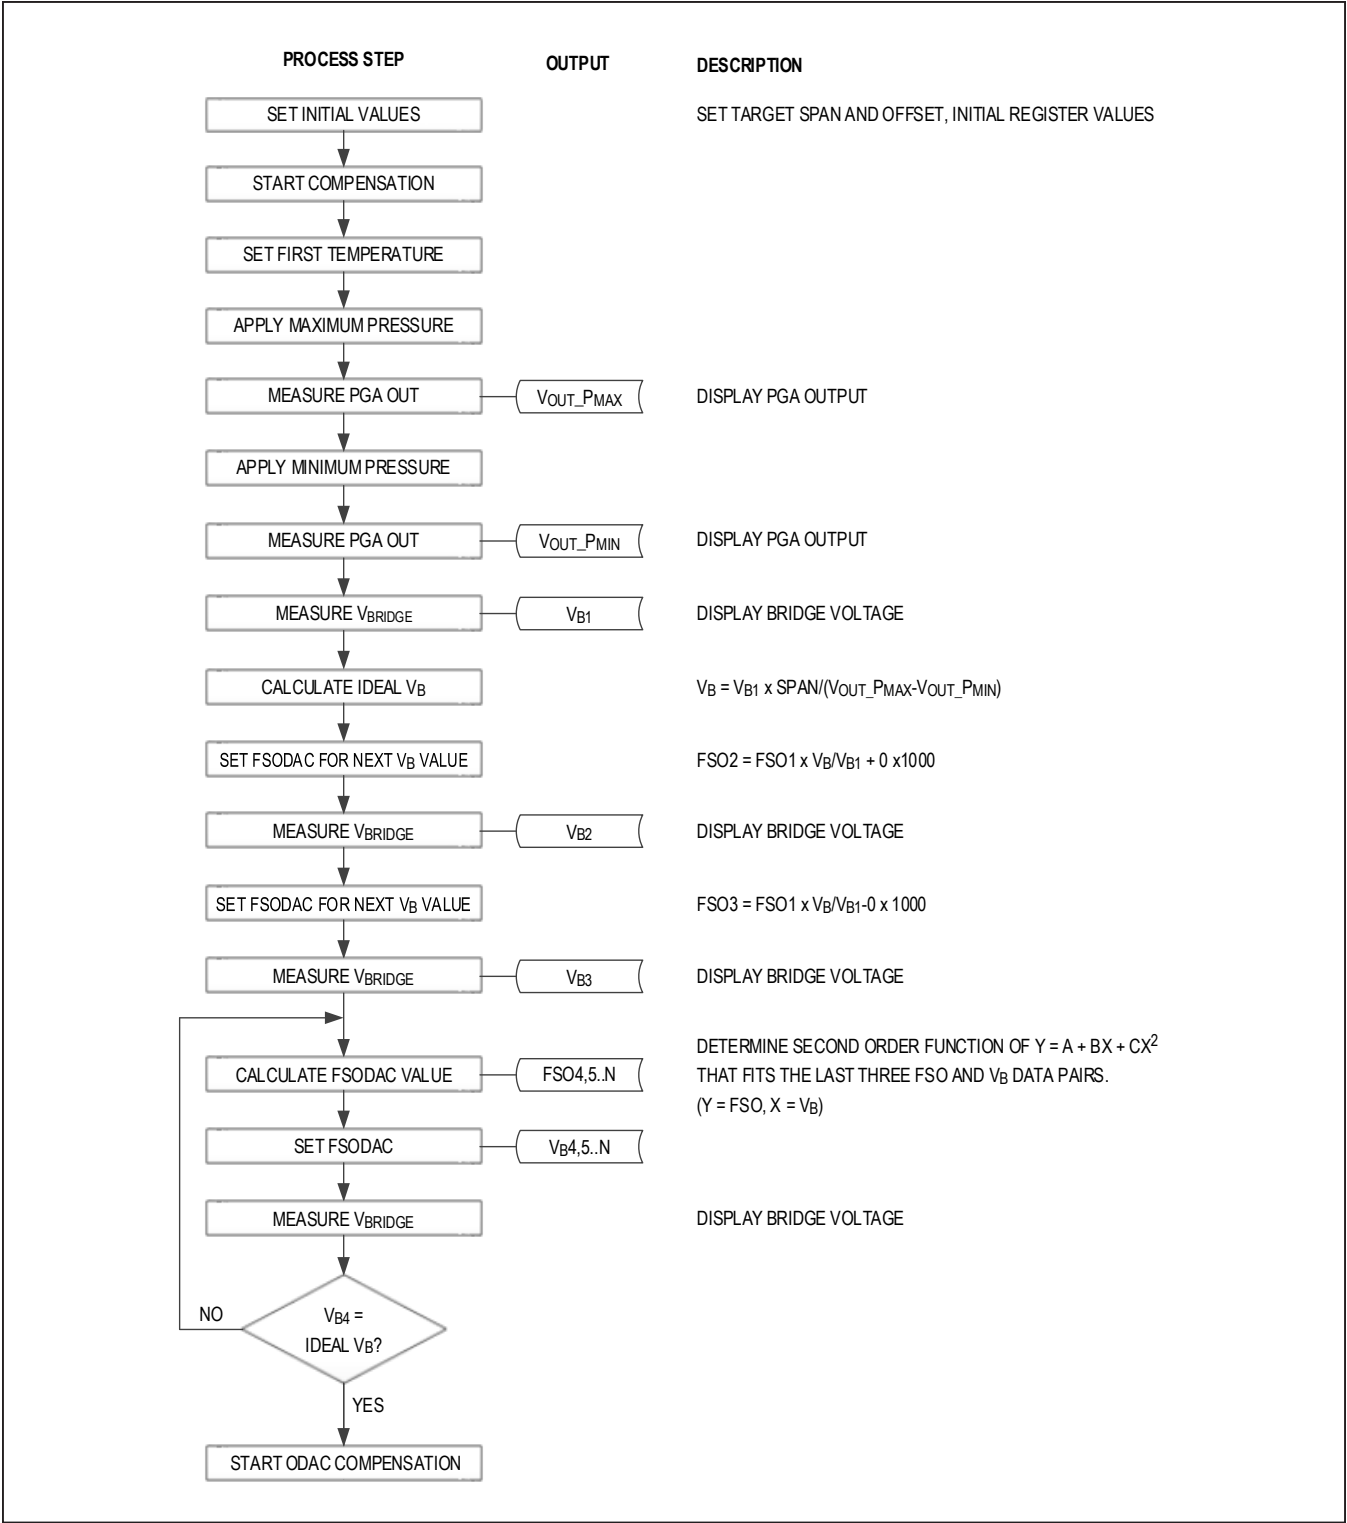 PROCESS STEP
OUTPUT
DESCRIPTION
SET INITIAL VALUES
SET TARGET SPAN AND OFFSET, INITIAL REGISTER VALUES
START COMPENSATION
SET FIRST TEMPERATURE
APPLY MAXIMUM PRESSURE
MEASURE PGA OUT
VOUT_PMAX
DISPLAY PGA OUTPUT
APPLY MINIMUM PRESSURE
MEASURE PGA OUT
VOUT_PMIN
DISPLAY PGA OUTPUT
MEASURE VBRIDGE
VB1
DISPLAY BRIDGE VOLTAGE
CALCULATE IDEAL VB
VB = VB1 x SPAN/(VOUT_PMAX-VOUT_PMIN)
SET FSODAC FOR NEXT VB VALUE
FSO2 = FSO1 x VB/VB1 + 0 x1000
MEASURE VBRIDGE
VB2
DISPLAY BRIDGE VOLTAGE
SET FSODAC FOR NEXT VB VALUE
FSO3 = FSO1 x VB/VB1-0 x 1000
MEASURE VBRIDGE
VB3
DISPLAY BRIDGE VOLTAGE
CALCULATE FSODAC VALUE
FSO4,5..N
DETERMINE SECOND ORDER FUNCTION OF Y = A + BX + CX2
THAT FITS THE LAST THREE FSO AND VB DATA PAIRS.
(Y = FSO, X = VB)
SET FSODAC
VB4,5..N
MEASURE VBRIDGE
DISPLAY BRIDGE VOLTAGE
NO
VB4 =
IDEAL VB?
YES
START ODAC COMPENSATION